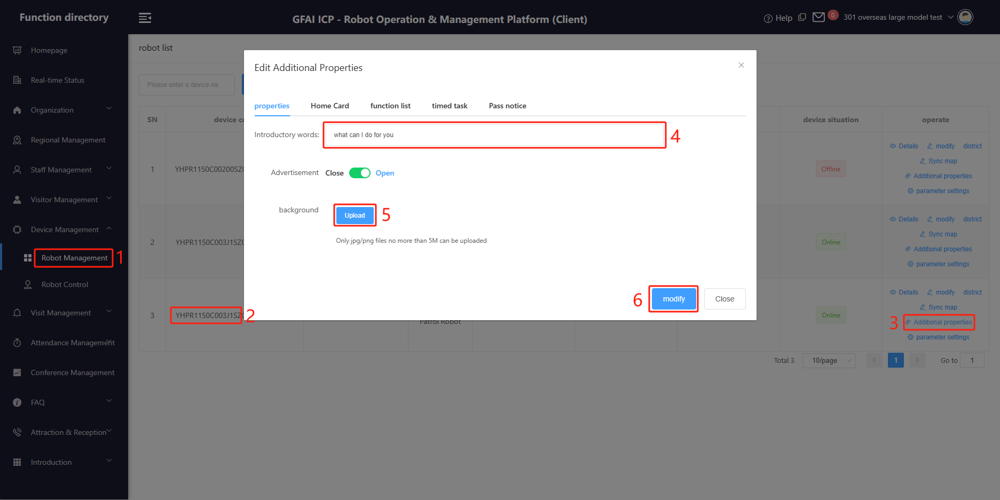 Function directory
GFAI ICP - Robot Operation & Management Platform (Client)
Help
0
301 overseas large model test
Homepage
Real-time Status
Organization
Regional Management
Staff Management
Visitor Management
Device Management
Robot Management
1
Robot Control
Visit Management
Attendance Management
Conference Management
FAQ
Attraction & Reception
Introduction
robot list
Please enter a device na
SN
device co
device situation
operate
1
YHPR1150C00200SZC
Offline
Details
modify
district
Sync map
Additional properties
parameter settings
2
YHPR1150C003J1SZC
Online
Details
modify
district
Sync map
Additional properties
parameter settings
3
YHPR1150C003J1SZC
2
Patrol Robot
Online
Details
modify
district
Sync map
3
Additional properties
parameter settings
Total 3
10/page
1
Go to
1
Edit Additional Properties
properties
Home Card
function list
timed task
Pass notice
Introductory words:
what can I do for you
4
Advertisement
Close
Open
background
Upload
5
Only jpg/png files no more than 5M can be uploaded
6
modify
Close